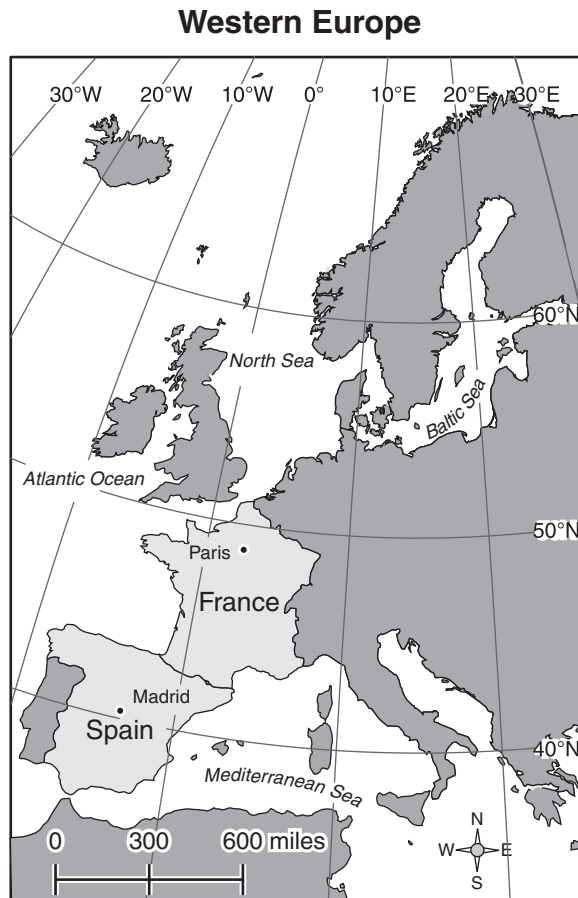 Western Europe
30°W 20°W 10°W 0° 10°E 20°E 30°E
60°N
North Sea
Baltic Sea
Atlantic Ocean
50°N
Paris
France
Madrid
Spain
40°N
Mediterranean Sea
N
W E
S
0 300 600 miles